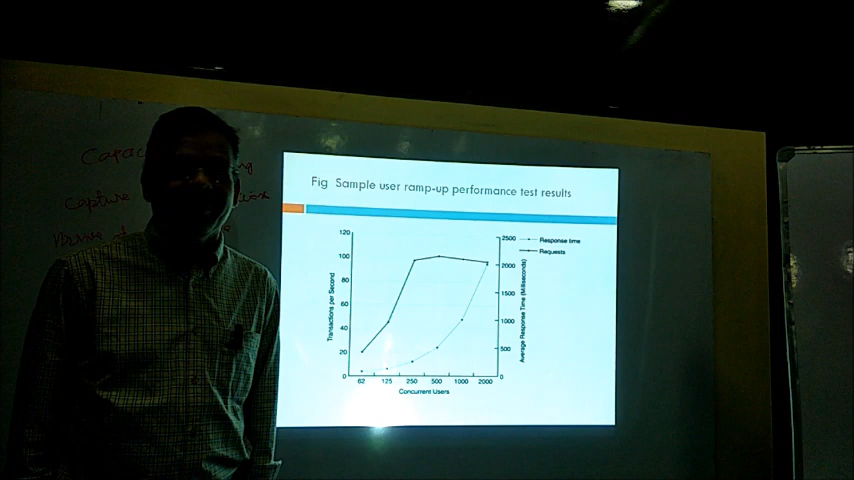 Capac
Capture
Fig Sample user ramp-up performance test results
120
100
80
60
40
20
0
Transactions per Second
62 125 250 500 1000 2000
Concurrent Users
2500
2000
1500
1000
500
0
Average Response Time (Milliseconds)
Response time
Requests